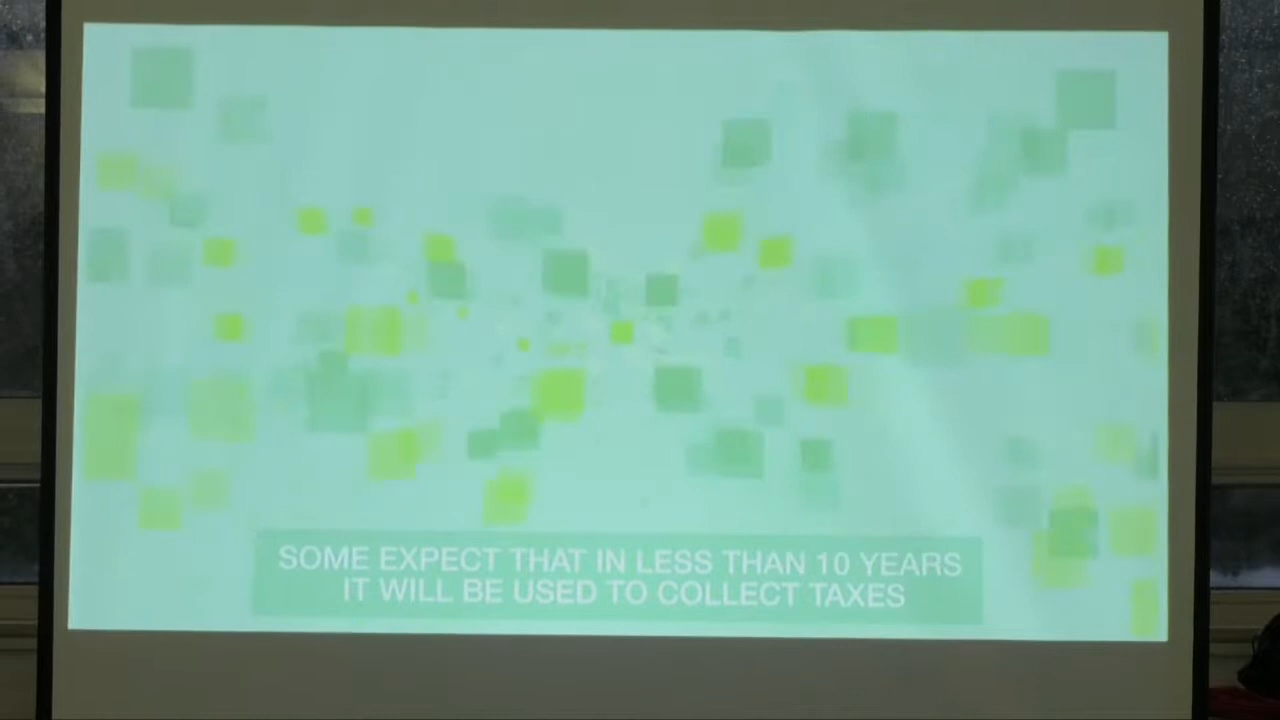 SOME EXPECT THAT IN LESS THAN 10 YEARS
IT WILL BE USED TO COLLECT TAXES